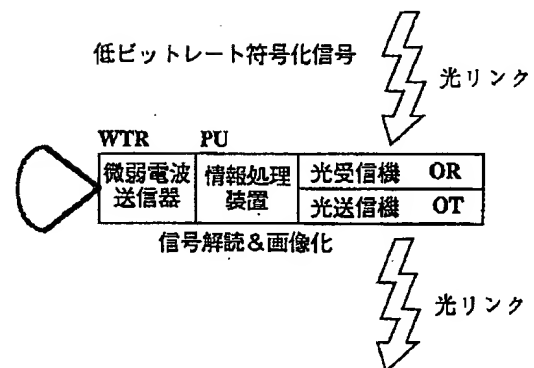 低ビットレート符号化信号
光リンク
WTR PU
微弱電波 情報処理 光受信機 OR
送信器 装置 光送信機 OT
信号解読&画像化
光リンク